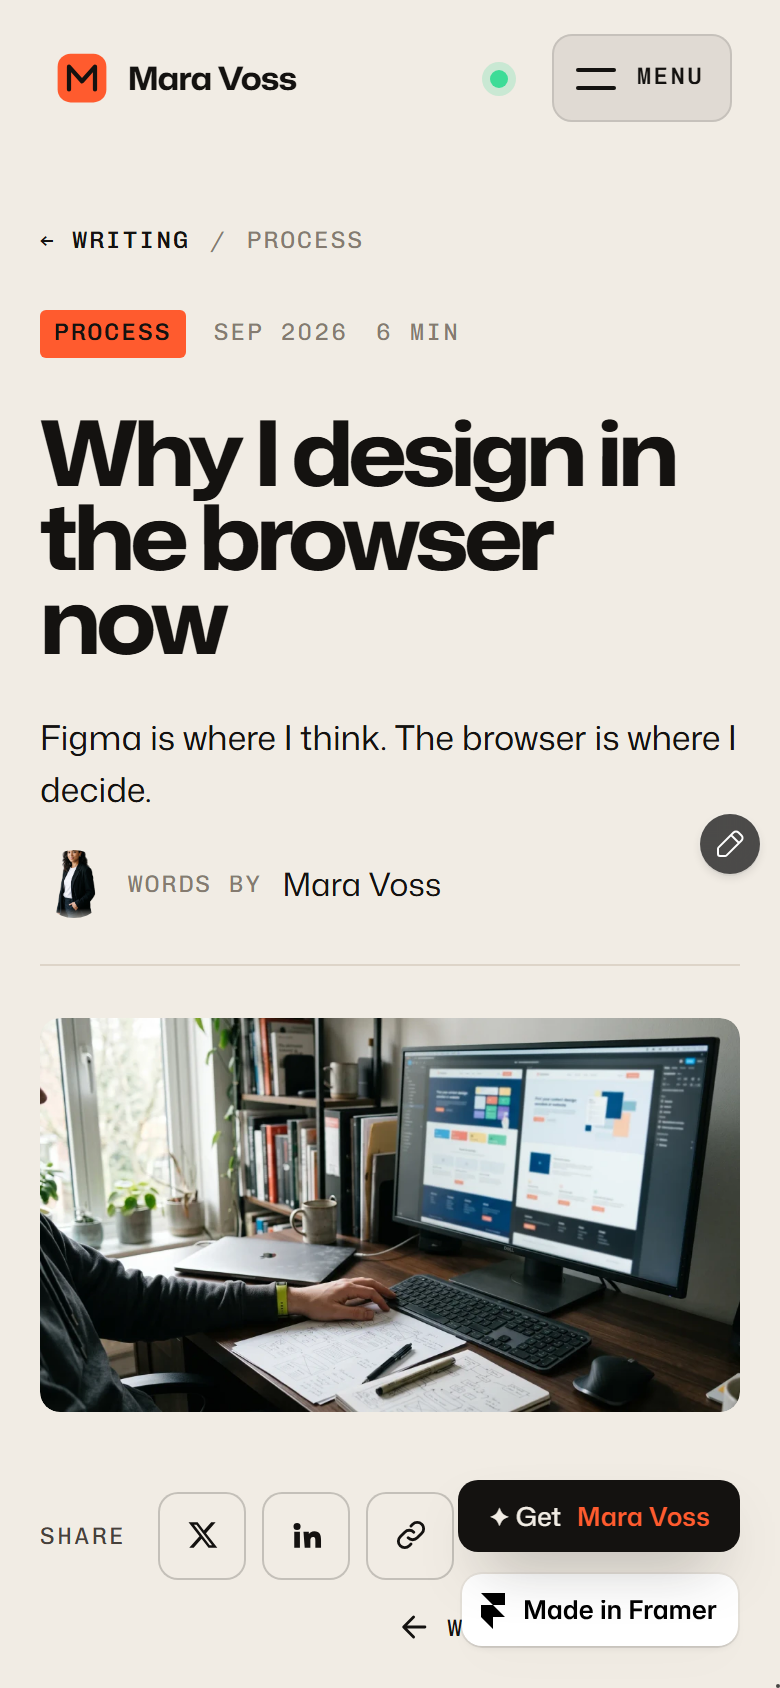 Mara Voss
MENU
← WRITING / PROCESS
PROCESS SEP 2026 6 MIN
Why I design in
the browser
now
Figma is where I think. The browser is where I
decide.
WORDS BY Mara Voss
SHARE
Get Mara Voss
Made in Framer